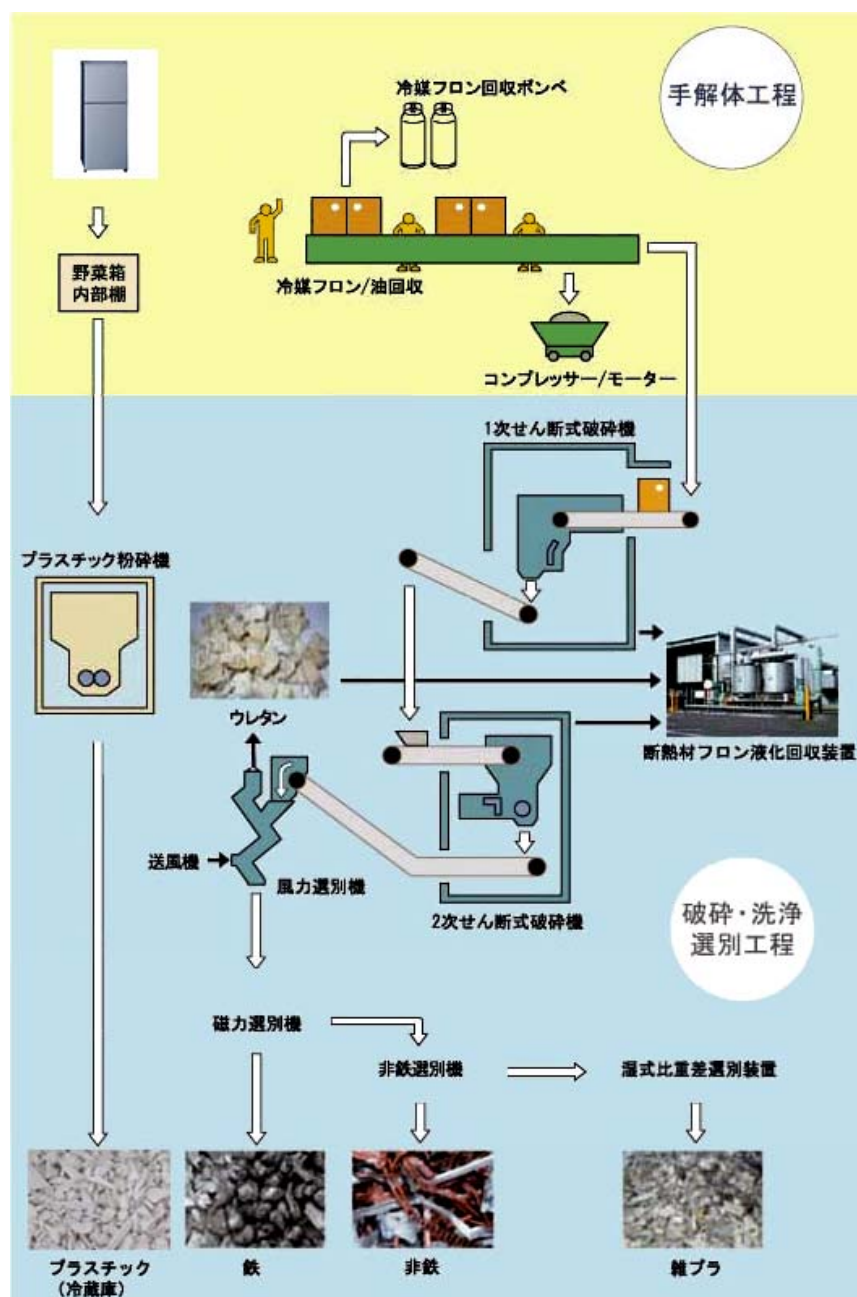 手解体工程
冷媒フロン回収ボンベ
野菜箱
内部棚
冷媒フロン/油回収
コンプレッサー/モーター
1次せん断式破砕機
プラスチック粉砕機
ウレタン
断熱材フロン液化回収装置
送風機
風力選別機
2次せん断式破砕機
破砕・洗浄
選別工程
磁力選別機
非鉄選別機
湿式比重差選別装置
プラスチック
(冷蔵庫)
鉄
非鉄
雑プラ